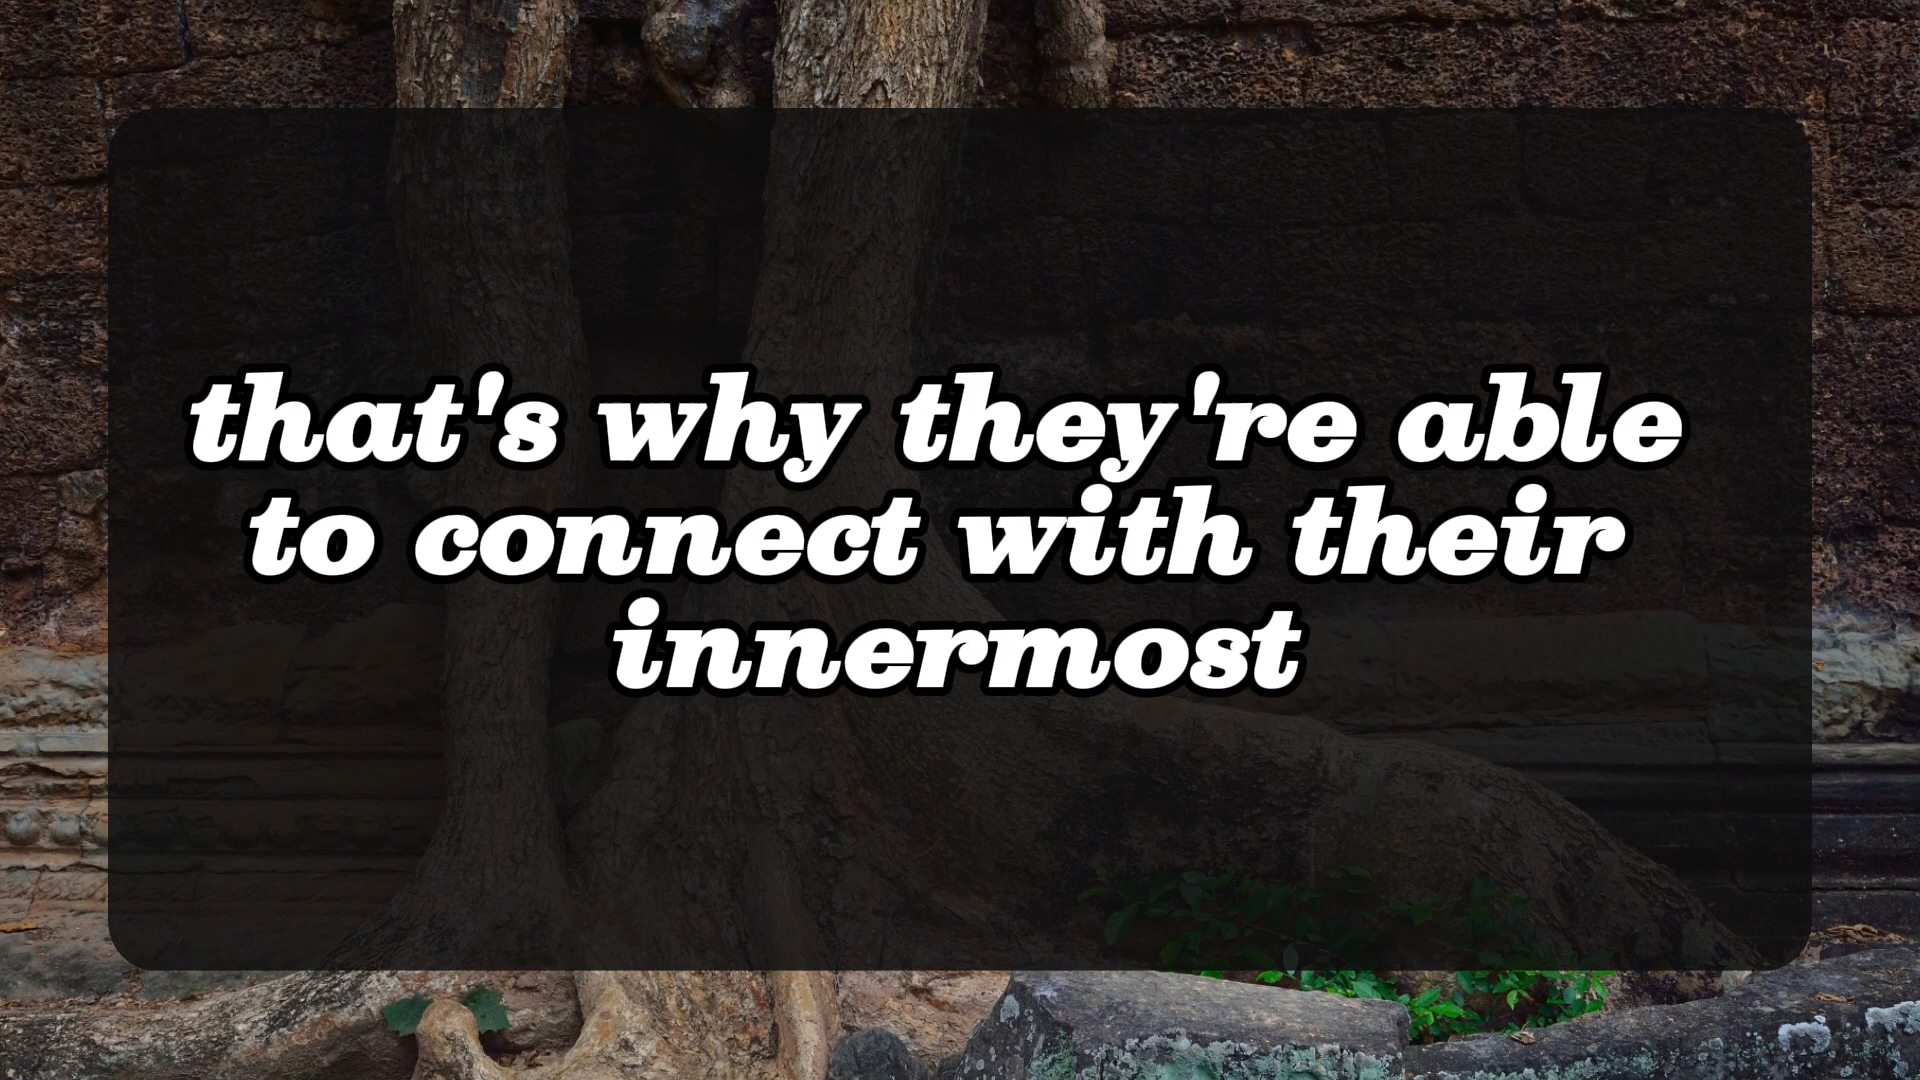 that's why they're able
to connect with their
innermost